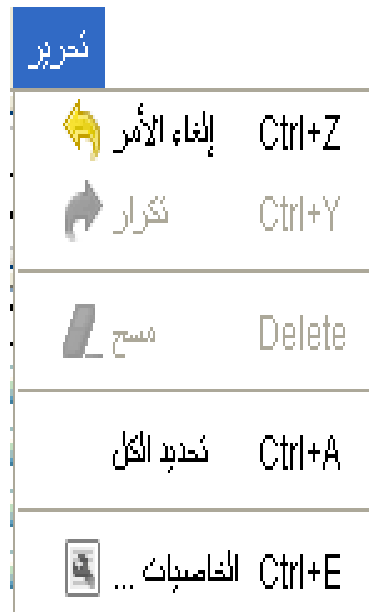 تحرير
إلغاء الأمر Ctrl+Z
تكرار Ctrl+Y
مسح Delete
تحديد الكل Ctrl+A
الخاصيات ... Ctrl+E